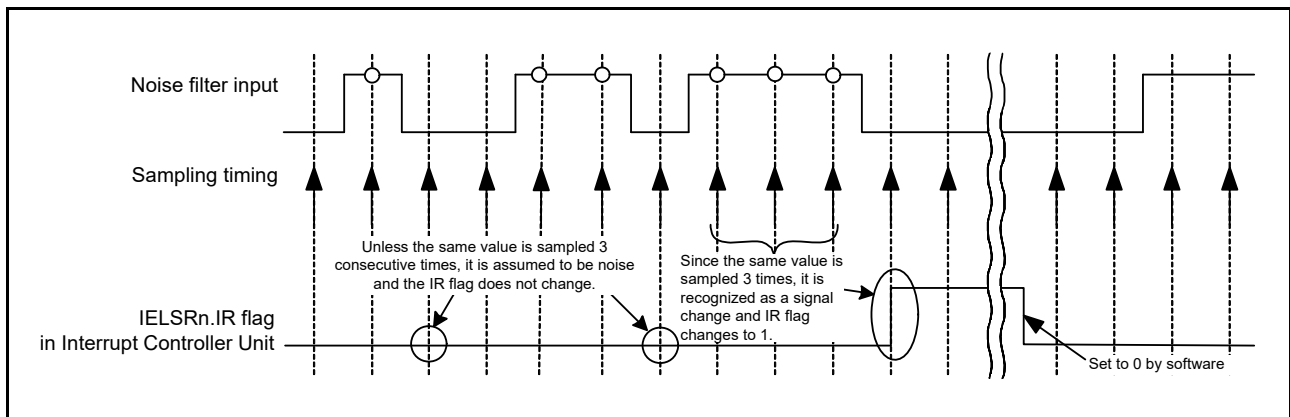 Noise filter input
Sampling timing
Unless the same value is sampled 3
consecutive times, it is assumed to be noise
and the IR flag does not change.
Since the same value is
sampled 3 times, it is
recognized as a signal
change and IR flag
changes to 1.
IELSRn.IR flag
in Interrupt Controller Unit
Set to 0 by software